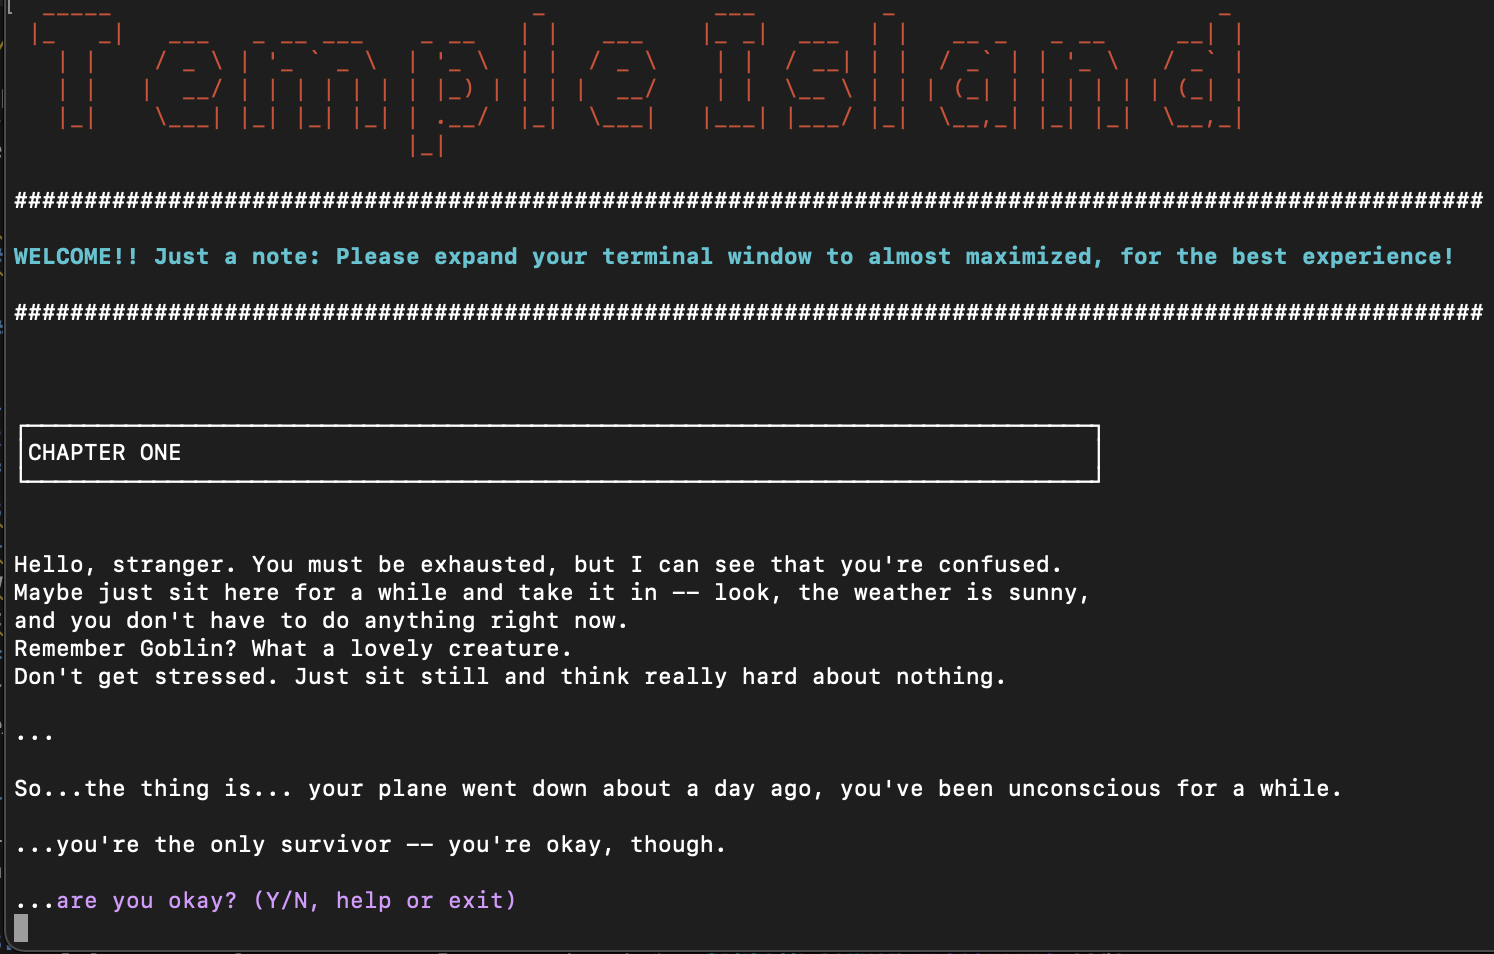 Temple Island
#########################################################################################################
WELCOME!! Just a note: Please expand your terminal window to almost maximized, for the best experience!
#########################################################################################################
CHAPTER ONE
Hello, stranger. You must be exhausted, but I can see that you're confused.
Maybe just sit here for a while and take it in -- look, the weather is sunny,
and you don't have to do anything right now.
Remember Goblin? What a lovely creature.
Don't get stressed. Just sit still and think really hard about nothing.
...
So...the thing is... your plane went down about a day ago, you've been unconscious for a while.
...you're the only survivor -- you're okay, though.
...are you okay? (Y/N, help or exit)